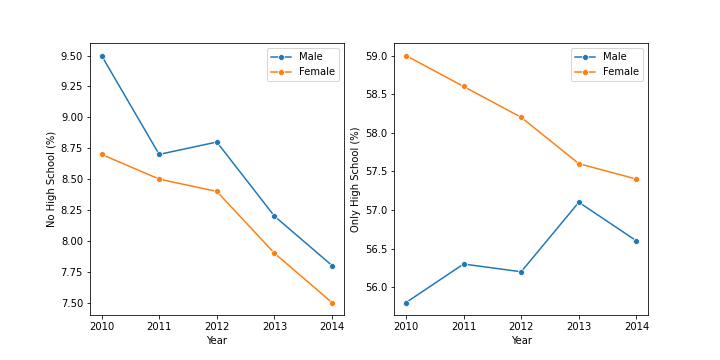 No High School (%)
9.50
9.25
9.00
8.75
8.50
8.25
8.00
7.75
7.50
2010 2011 2012 2013 2014
Year
Male
Female
Only High School (%)
59.0
58.5
58.0
57.5
57.0
56.5
56.0
2010 2011 2012 2013 2014
Year
Male
Female